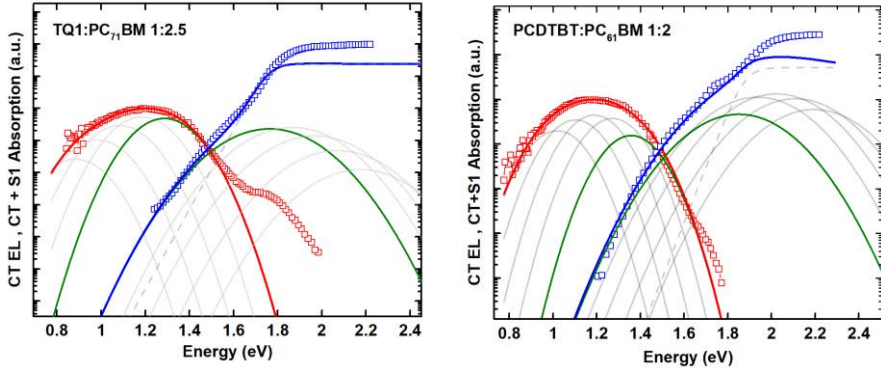 TQ1:PC71BM 1:2.5
CT EL , CT + S1 Absorption (a.u.)
0.8 1 1.2 1.4 1.6 1.8 2 2.2 2.4
Energy (eV)
PCDTBT:PC61BM 1:2
CT EL , CT+S1 Absorption (a.u.)
0.8 1 1.2 1.4 1.6 1.8 2 2.2 2.4
Energy (eV)